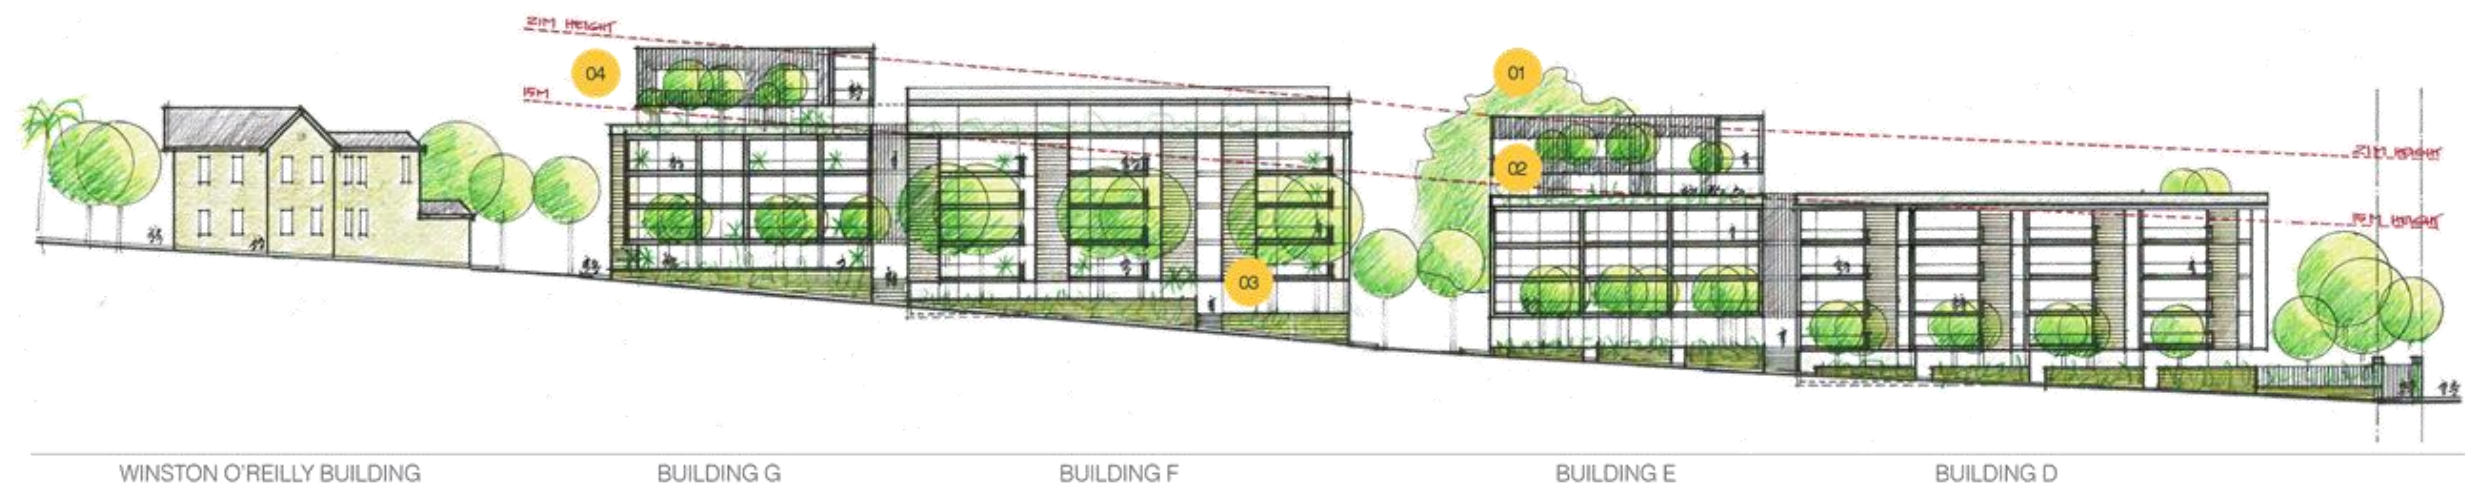 21M HEIGHT
04
15M
01
02
21M HEIGHT
15M HEIGHT
03
WINSTON O'REILLY BUILDING
BUILDING G
BUILDING F
BUILDING E
BUILDING D